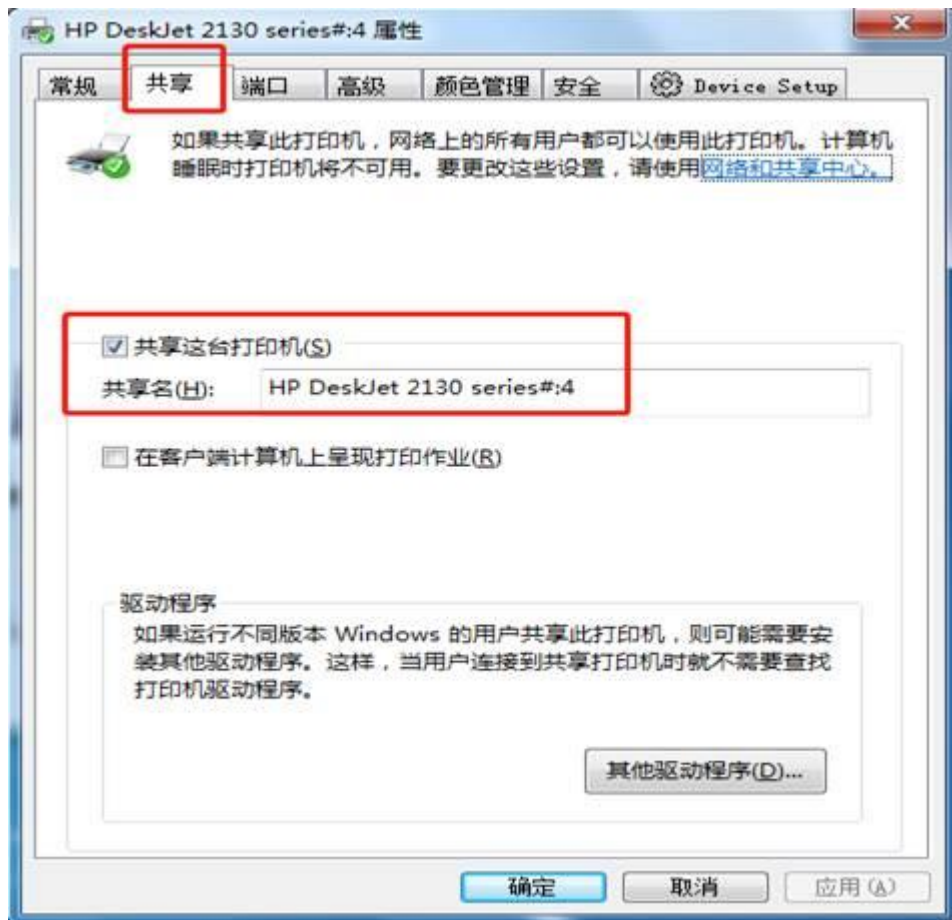 HP DeskJet 2130 series#:4 属性
常规 共享 端口 高级 颜色管理 安全 Device Setup
如果共享此打印机，网络上的所有用户都可以使用此打印机。计算机
睡眠时打印机将不可用。要更改这些设置，请使用网络和共享中心。
共享这台打印机(S)
共享名(H): HP DeskJet 2130 series#:4
在客户端计算机上呈现打印作业(R)
驱动程序
如果运行不同版本 Windows 的用户共享此打印机，则可能需要安
装其他驱动程序。这样，当用户连接到共享打印机时就不需要查找
打印机驱动程序。
其他驱动程序(D)...
确定 取消 应用(A)